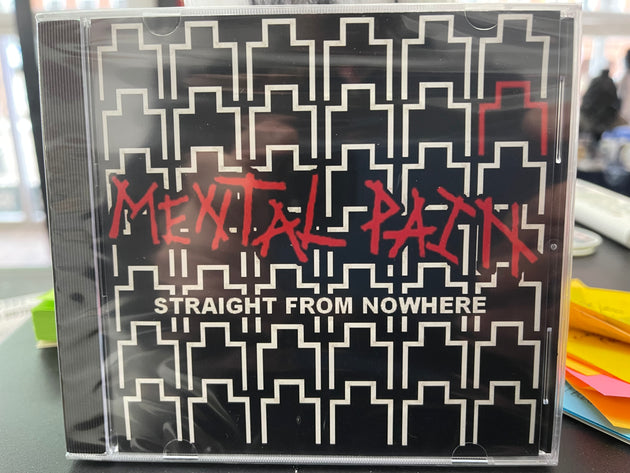 MENTAL PAIN
STRAIGHT FROM NOWHERE